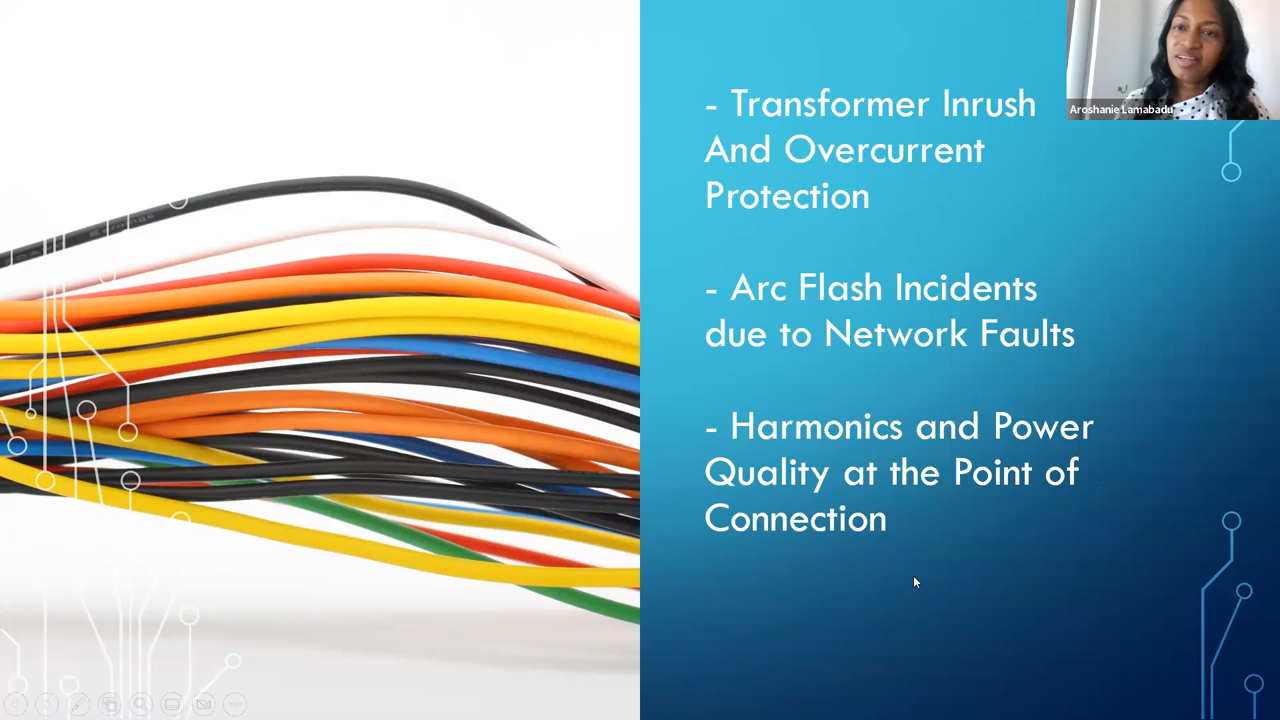 - Transformer Inrush
And Overcurrent
Protection
- Arc Flash Incidents
due to Network Faults
- Harmonics and Power
Quality at the Point of
Connection
Aroshanie Lamabadu